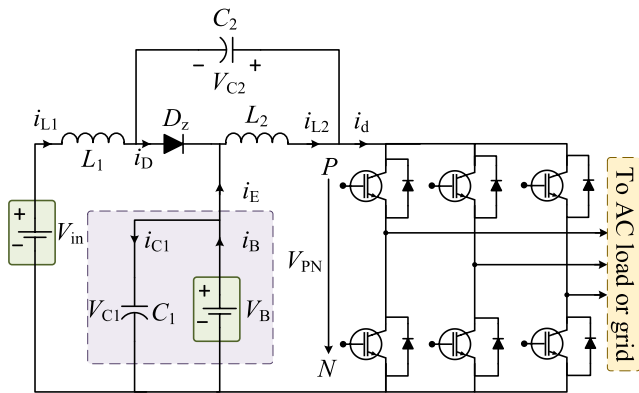 C2
− +
VC2
iL1
Dz
L2
iL2
id
L1
iD
P
iE
+
−
Vin
iC1
iB
VPN
VC1
C1
+
−
VB
N
To AC load or grid